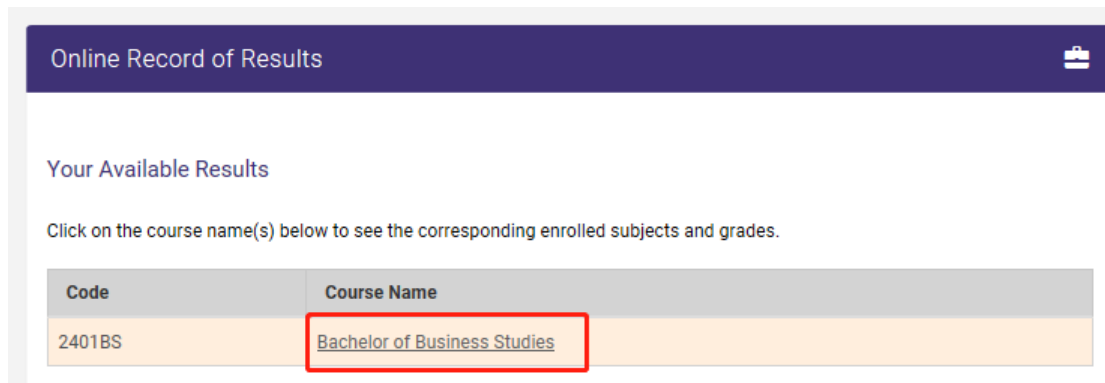 Online Record of Results
Your Available Results
Click on the course name(s) below to see the corresponding enrolled subjects and grades.
Code Course Name
2401BS Bachelor of Business Studies